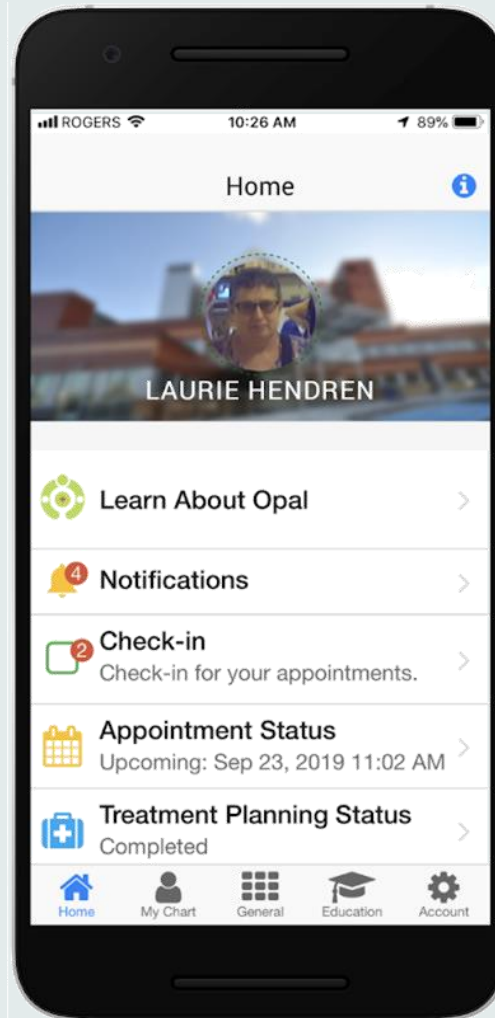 ROGERS 10:26 AM 89%
Home
LAURIE HENDREN
Learn About Opal
4
Notifications
2
Check-in
Check-in for your appointments.
Appointment Status
Upcoming: Sep 23, 2019 11:02 AM
Treatment Planning Status
Completed
Home My Chart General Education Account